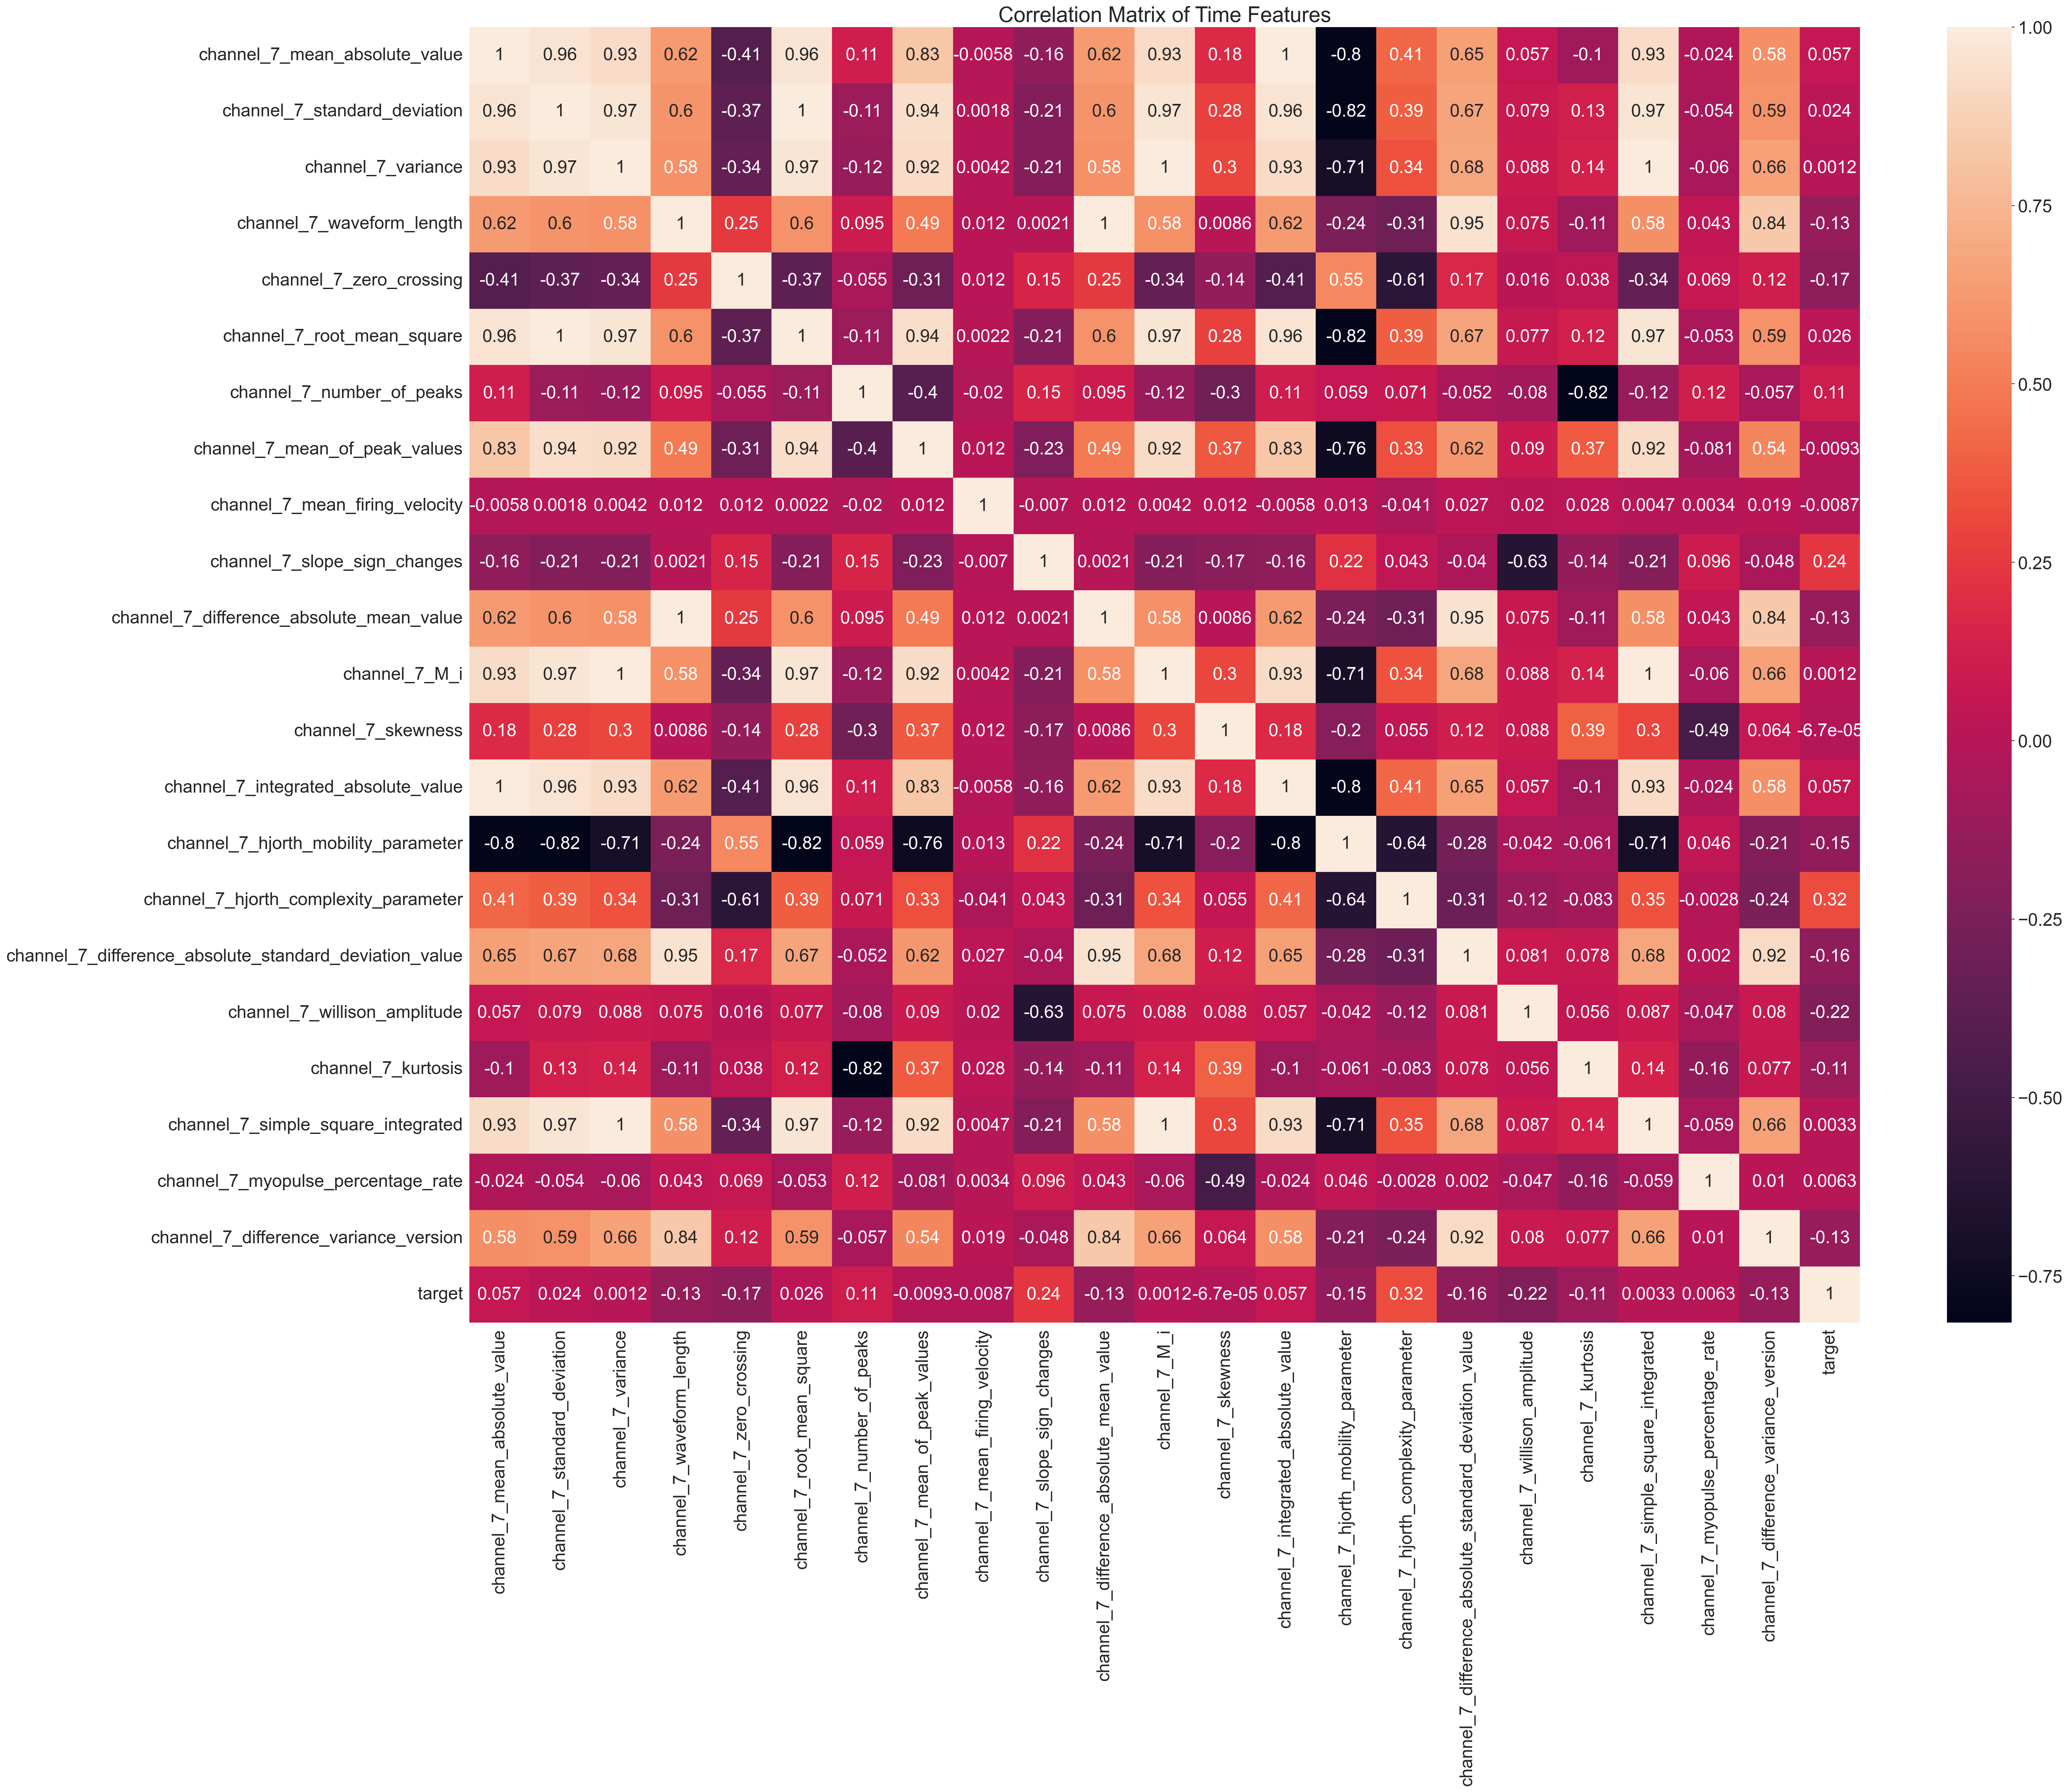 Correlation Matrix of Time Features
channel_7_mean_absolute_value 1 0.96 0.93 0.62 -0.41 0.96 0.11 0.83 -0.0058 -0.16 0.62 0.93 0.18 1 -0.8 0.41 0.65 0.057 -0.1 0.93 -0.024 0.58 0.057
channel_7_standard_deviation 0.96 1 0.97 0.6 -0.37 1 -0.11 0.94 0.0018 -0.21 0.6 0.97 0.28 0.96 -0.82 0.39 0.67 0.079 0.13 0.97 -0.054 0.59 0.024
channel_7_variance 0.93 0.97 1 0.58 -0.34 0.97 -0.12 0.92 0.0042 -0.21 0.58 1 0.3 0.93 -0.71 0.34 0.68 0.088 0.14 1 -0.06 0.66 0.0012
channel_7_waveform_length 0.62 0.6 0.58 1 0.25 0.6 0.095 0.49 0.012 0.0021 1 0.58 0.0086 0.62 -0.24 -0.31 0.95 0.075 -0.11 0.58 0.043 0.84 -0.13
channel_7_zero_crossing -0.41 -0.37 -0.34 0.25 1 -0.37 -0.055 -0.31 0.012 0.15 0.25 -0.34 -0.14 -0.41 0.55 -0.61 0.17 0.016 0.038 -0.34 0.069 0.12 -0.17
channel_7_root_mean_square 0.96 1 0.97 0.6 -0.37 1 -0.11 0.94 0.0022 -0.21 0.6 0.97 0.28 0.96 -0.82 0.39 0.67 0.077 0.12 0.97 -0.053 0.59 0.026
channel_7_number_of_peaks 0.11 -0.11 -0.12 0.095 -0.055 -0.11 1 -0.4 -0.02 0.15 0.095 -0.12 -0.3 0.11 0.059 0.071 -0.052 -0.08 -0.82 -0.12 0.12 -0.057 0.11
channel_7_mean_of_peak_values 0.83 0.94 0.92 0.49 -0.31 0.94 -0.4 1 0.012 -0.23 0.49 0.92 0.37 0.83 -0.76 0.33 0.62 0.09 0.37 0.92 -0.081 0.54 -0.0093
channel_7_mean_firing_velocity -0.0058 0.0018 0.0042 0.012 0.012 0.0022 -0.02 0.012 1 -0.007 0.012 0.0042 0.012 -0.0058 0.013 -0.041 0.027 0.02 0.028 0.0047 0.0034 0.019 -0.0087
channel_7_slope_sign_changes -0.16 -0.21 -0.21 0.0021 0.15 -0.21 0.15 -0.23 -0.007 1 0.0021 -0.21 -0.17 -0.16 0.22 0.043 -0.04 -0.63 -0.14 -0.21 0.096 -0.048 0.24
channel_7_difference_absolute_mean_value 0.62 0.6 0.58 1 0.25 0.6 0.095 0.49 0.012 0.0021 1 0.58 0.0086 0.62 -0.24 -0.31 0.95 0.075 -0.11 0.58 0.043 0.84 -0.13
channel_7_M_i 0.93 0.97 1 0.58 -0.34 0.97 -0.12 0.92 0.0042 -0.21 0.58 1 0.3 0.93 -0.71 0.34 0.68 0.088 0.14 1 -0.06 0.66 0.0012
channel_7_skewness 0.18 0.28 0.3 0.0086 -0.14 0.28 -0.3 0.37 0.012 -0.17 0.0086 0.3 1 0.18 -0.2 0.055 0.12 0.088 0.39 0.3 -0.49 0.064 -6.7e-05
channel_7_integrated_absolute_value 1 0.96 0.93 0.62 -0.41 0.96 0.11 0.83 -0.0058 -0.16 0.62 0.93 0.18 1 -0.8 0.41 0.65 0.057 -0.1 0.93 -0.024 0.58 0.057
channel_7_hjorth_mobility_parameter -0.8 -0.82 -0.71 -0.24 0.55 -0.82 0.059 -0.76 0.013 0.22 -0.24 -0.71 -0.2 -0.8 1 -0.64 -0.28 -0.042 -0.061 -0.71 0.046 -0.21 -0.15
channel_7_hjorth_complexity_parameter 0.41 0.39 0.34 -0.31 -0.61 0.39 0.071 0.33 -0.041 0.043 -0.31 0.34 0.055 0.41 -0.64 1 -0.31 -0.12 -0.083 0.35 -0.0028 -0.24 0.32
channel_7_difference_absolute_standard_deviation_value 0.65 0.67 0.68 0.95 0.17 0.67 -0.052 0.62 0.027 -0.04 0.95 0.68 0.12 0.65 -0.28 -0.31 1 0.081 0.078 0.68 0.002 0.92 -0.16
channel_7_willison_amplitude 0.057 0.079 0.088 0.075 0.016 0.077 -0.08 0.09 0.02 -0.63 0.075 0.088 0.088 0.057 -0.042 -0.12 0.081 1 0.056 0.087 -0.047 0.08 -0.22
channel_7_kurtosis -0.1 0.13 0.14 -0.11 0.038 0.12 -0.82 0.37 0.028 -0.14 -0.11 0.14 0.39 -0.1 -0.061 -0.083 0.078 0.056 1 0.14 -0.16 0.077 -0.11
channel_7_simple_square_integrated 0.93 0.97 1 0.58 -0.34 0.97 -0.12 0.92 0.0047 -0.21 0.58 1 0.3 0.93 -0.71 0.35 0.68 0.087 0.14 1 -0.059 0.66 0.0033
channel_7_myopulse_percentage_rate -0.024 -0.054 -0.06 0.043 0.069 -0.053 0.12 -0.081 0.0034 0.096 0.043 -0.06 -0.49 -0.024 0.046 -0.0028 0.002 -0.047 -0.16 -0.059 1 0.01 0.0063
channel_7_difference_variance_version 0.58 0.59 0.66 0.84 0.12 0.59 -0.057 0.54 0.019 -0.048 0.84 0.66 0.064 0.58 -0.21 -0.24 0.92 0.08 0.077 0.66 0.01 1 -0.13
target 0.057 0.024 0.0012 -0.13 -0.17 0.026 0.11 -0.0093 -0.0087 0.24 -0.13 0.0012 -6.7e-05 0.057 -0.15 0.32 -0.16 -0.22 -0.11 0.0033 0.0063 -0.13 1
channel_7_mean_absolute_value
channel_7_standard_deviation
channel_7_variance
channel_7_waveform_length
channel_7_zero_crossing
channel_7_root_mean_square
channel_7_number_of_peaks
channel_7_mean_of_peak_values
channel_7_mean_firing_velocity
channel_7_slope_sign_changes
channel_7_difference_absolute_mean_value
channel_7_M_i
channel_7_skewness
channel_7_integrated_absolute_value
channel_7_hjorth_mobility_parameter
channel_7_hjorth_complexity_parameter
channel_7_difference_absolute_standard_deviation_value
channel_7_willison_amplitude
channel_7_kurtosis
channel_7_simple_square_integrated
channel_7_myopulse_percentage_rate
channel_7_difference_variance_version
target
1.00
0.75
0.50
0.25
0.00
−0.25
−0.50
−0.75